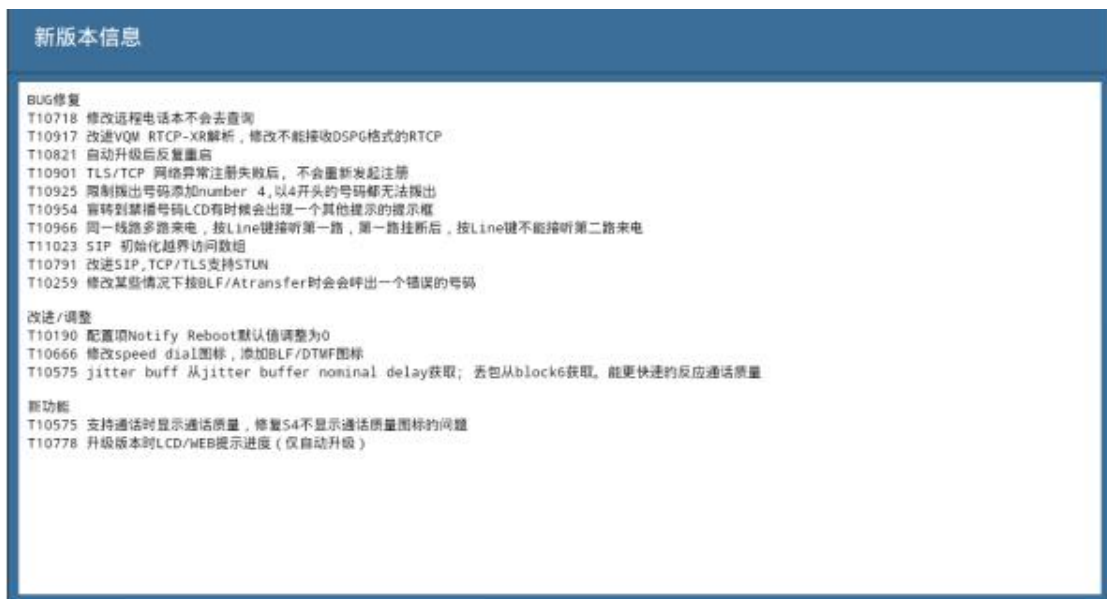 新版本信息
BUG修复
T10718 修改远程电话本不会去查询
T10917 改进VQM RTCP-XR解析，修改不能接收DSPG格式的RTCP
T10821 自动升级后反复重启
T10901 TLS/TCP 网络异常注册失败后, 不会重新发起注册
T10925 限制拨出号码添加number 4,以4开头的号码都无法拨出
T10954 盲转到禁播号码LCD有时候会出现一个其他提示的提示框
T10966 同一线路多路来电，按Line键接听第一路，第一路挂断后，按Line键不能接听第二路来电
T11023 SIP 初始化越界访问数组
T10791 改进SIP,TCP/TLS支持STUN
T10259 修改某些情况下按BLF/Atransfer时会会呼出一个错误的号码
改进/调整
T10190 配置项Notify Reboot默认值调整为0
T10666 修改speed dial图标，添加BLF/DTMF图标
T10575 jitter buff 从jitter buffer nominal delay获取; 丢包从block6获取。能更快速的反应通话质量
新功能
T10575 支持通话时显示通话质量，修复S4不显示通话质量图标的问题
T10778 升级版本时LCD/WEB提示进度（仅自动升级）